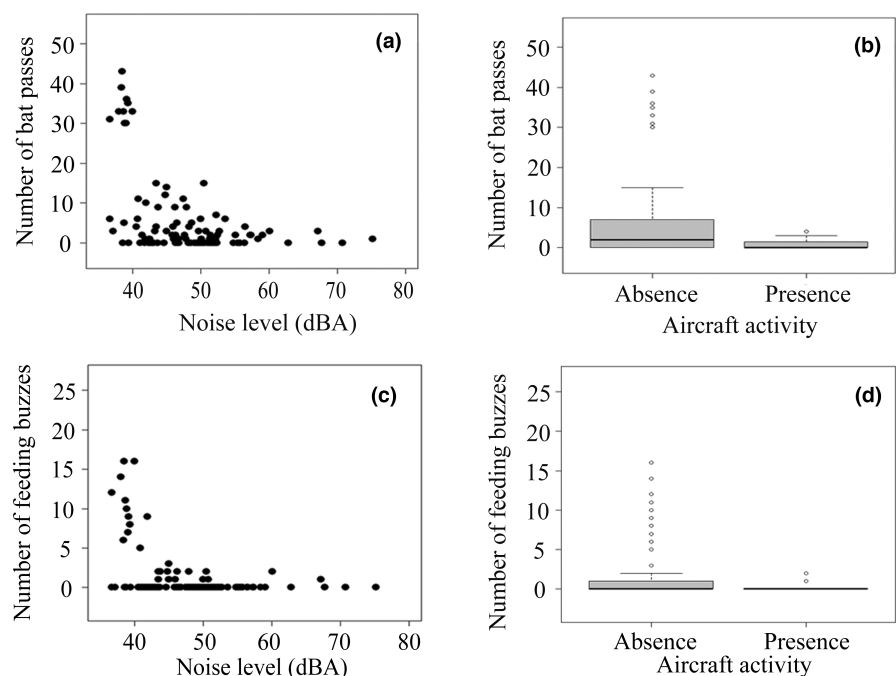 (a)
Number of bat passes
50
40
30
20
10
0
40 50 60 70 80
Noise level (dBA)
(b)
Number of bat passes
50
40
30
20
10
0
Absence Presence
Aircraft activity
(c)
Number of feeding buzzes
25
20
15
10
5
0
40 50 60 70 80
Noise level (dBA)
(d)
Number of feeding buzzes
25
20
15
10
5
0
Absence Presence
Aircraft activity